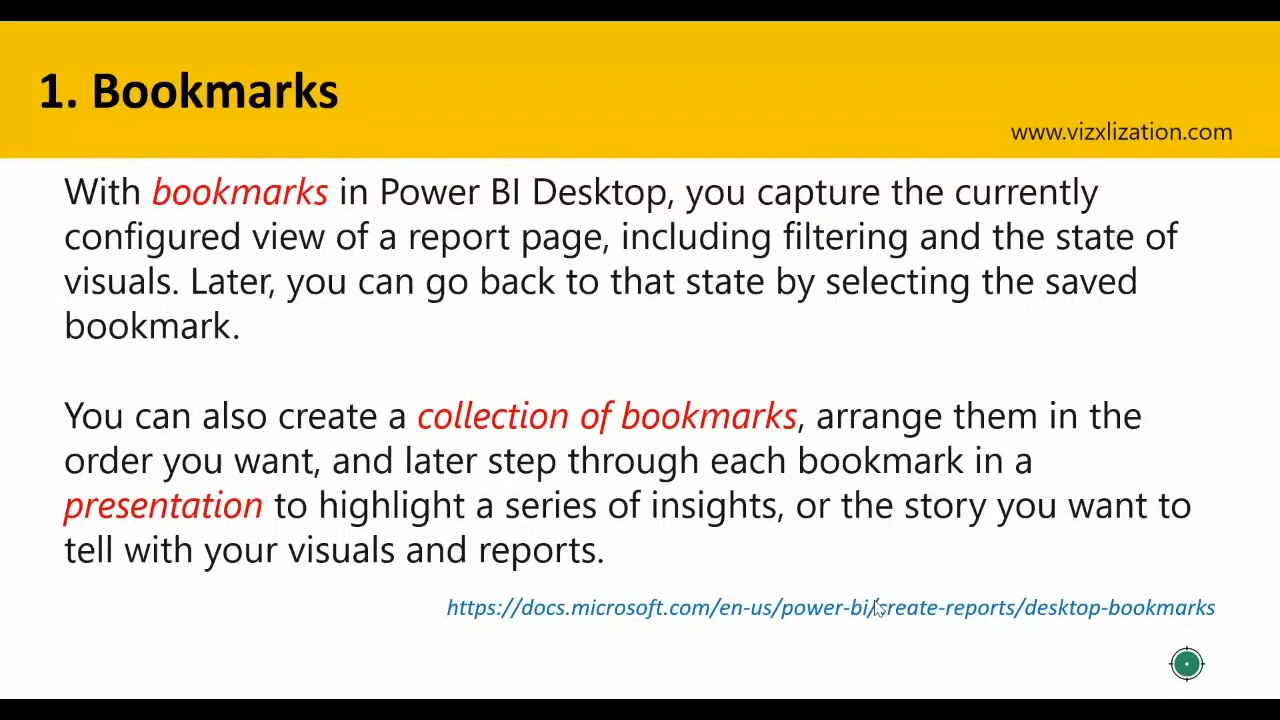 1. Bookmarks
www.vizxlization.com
With bookmarks in Power BI Desktop, you capture the currently
configured view of a report page, including filtering and the state of
visuals. Later, you can go back to that state by selecting the saved
bookmark.
You can also create a collection of bookmarks, arrange them in the
order you want, and later step through each bookmark in a
presentation to highlight a series of insights, or the story you want to
tell with your visuals and reports.
https://docs.microsoft.com/en-us/power-bi/create-reports/desktop-bookmarks